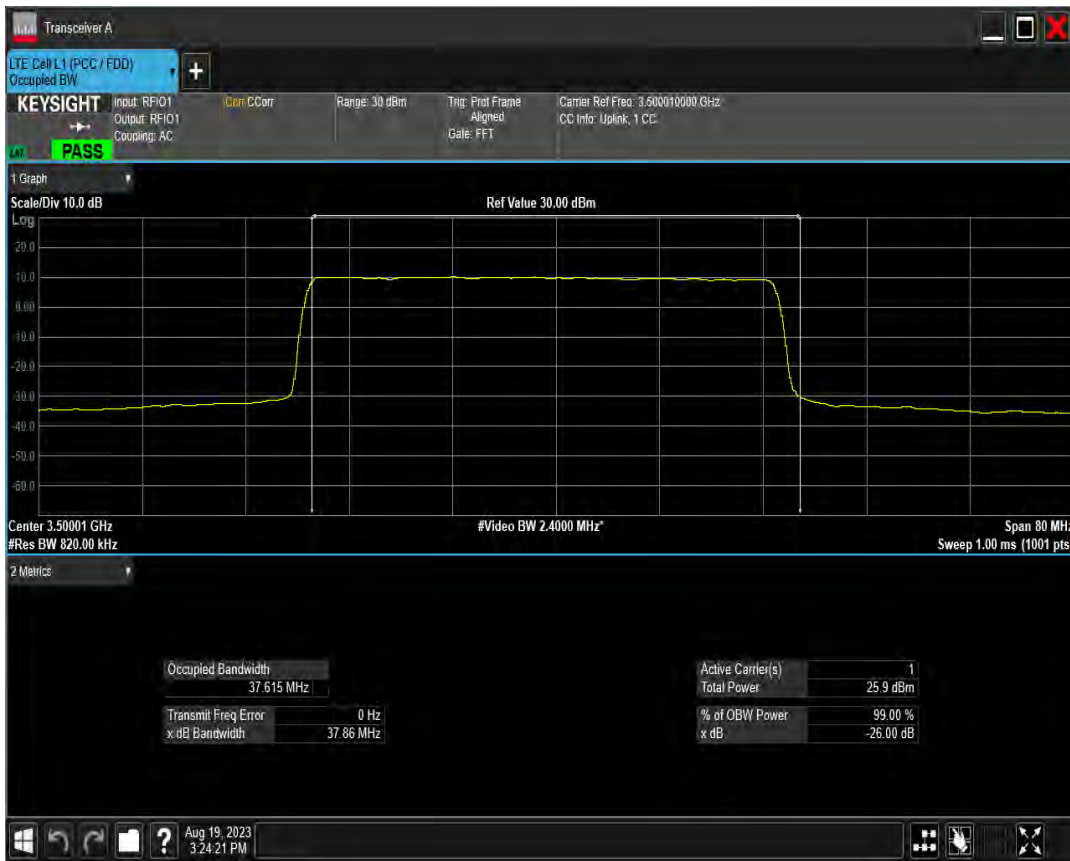 Transceiver A
LTE Cell L1 (PCC / FDD)
Occupied BW
+
KEYSIGHT
Input: RFIO1
Output: RFIO1
Coupling: AC
Corr CCorr
Range: 30 dBm
Trig: Prot Frame
Aligned
Gate: FFT
Carrier Ref Freq: 3.500010000 GHz
CC Info: Uplink, 1 CC
PASS
1 Graph
Scale/Div 10.0 dB
Ref Value 30.00 dBm
Log
20.0
10.0
0.00
-10.0
-20.0
-30.0
-40.0
-50.0
-60.0
Center 3.50001 GHz
#Video BW 2.4000 MHz*
Span 80 MHz
#Res BW 820.00 kHz
Sweep 1.00 ms (1001 pts
2 Metrics
Occupied Bandwidth
37.615 MHz
Transmit Freq Error 0 Hz
x dB Bandwidth 37.86 MHz
Active Carrier(s) 1
Total Power 25.9 dBm
% of OBW Power 99.00 %
x dB -26.00 dB
?
Aug 19, 2023
3:24:21 PM